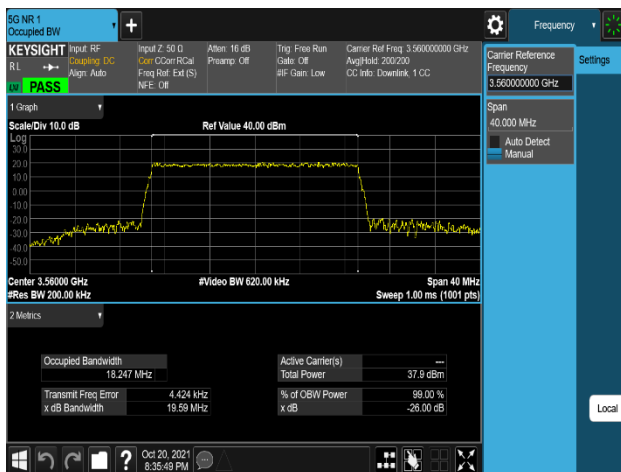 5G NR 1
Occupied BW
Frequency
KEYSIGHT
Input: RF
Input Z: 50 Ω
Atten: 16 dB
Trig: Free Run
Carrier Ref Freq: 3.560000000 GHz
R L
Coupling: DC
Corr CCorr RCal
Preamp: Off
Gate: Off
Avg|Hold: 200/200
Align: Auto
Freq Ref: Ext (S)
#IF Gain: Low
CC Info: Downlink, 1 CC
NFE: Off
PASS
Carrier Reference
Frequency
3.560000000 GHz
Settings
Span
40.000 MHz
Auto Detect
Manual
1 Graph
Scale/Div 10.0 dB
Ref Value 40.00 dBm
Log
30.0
20.0
10.0
0.00
-10.0
-20.0
-30.0
-40.0
-50.0
Center 3.56000 GHz
#Video BW 620.00 kHz
Span 40 MHz
#Res BW 200.00 kHz
Sweep 1.00 ms (1001 pts)
2 Metrics
Occupied Bandwidth
18.247 MHz
Active Carrier(s)
---
Total Power
37.9 dBm
Transmit Freq Error
4.424 kHz
% of OBW Power
99.00 %
x dB Bandwidth
19.59 MHz
x dB
-26.00 dB
Local
?
Oct 20, 2021
8:35:49 PM